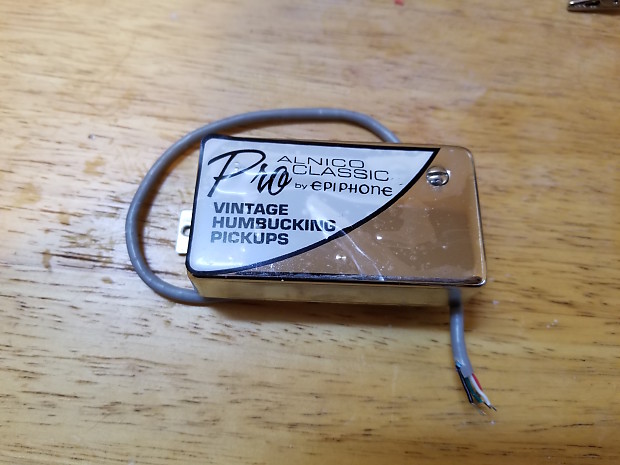 Pro ALNICO
CLASSIC
by EPIPHONE
VINTAGE
HUMBUCKING
PICKUPS